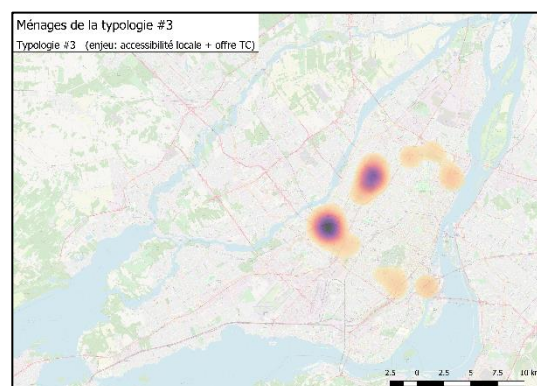 Ménages de la typologie #3
Typologie #3 (enjeu: accessibilité locale + offre TC)
2.5 0 2.5 5 7.5 10 km